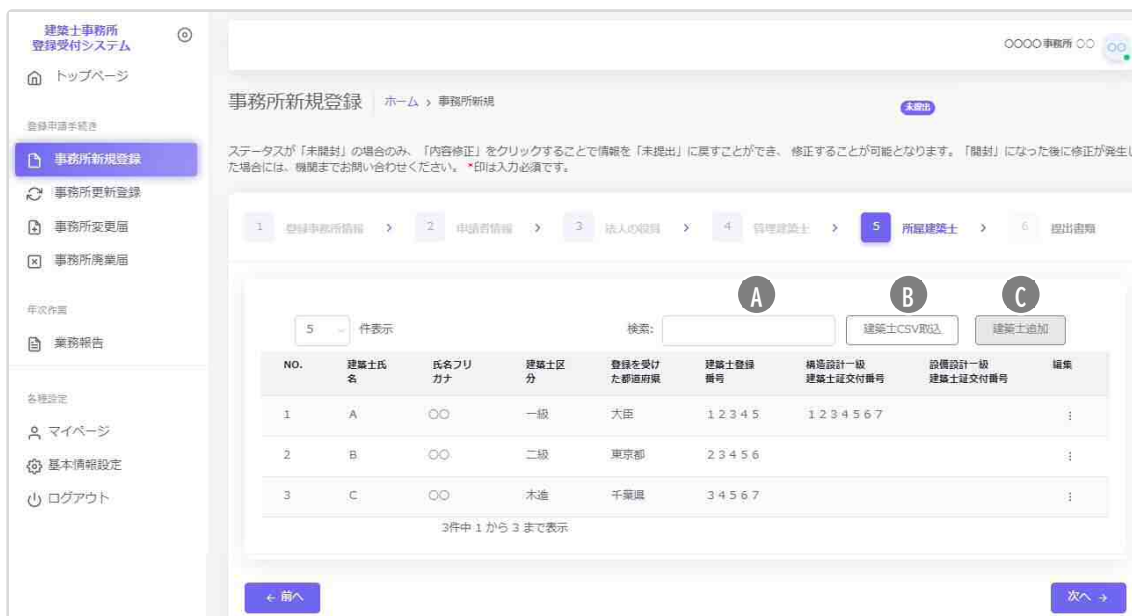 建築士事務所
登録受付システム
トップページ
登録申請手続き
事務所新規登録
事務所更新登録
事務所変更届
事務所廃業届
年次作業
業務報告
各種設定
マイページ
基本情報設定
ログアウト
○○○○事務所 ○○
○○
事務所新規登録 ホーム › 事務所新規
未提出
ステータスが「未開封」の場合のみ、「内容修正」をクリックすることで情報を「未提出」に戻すことができ、 修正することが可能となります。 「開封」になった後に修正が発生し
た場合には、機関までお問い合わせください。 *印は入力必須です。
1 登録事務所情報 › 2 申請者情報 › 3 法人の役員 › 4 管理建築士 › 5 所属建築士 › 6 提出書類
A B C
5 件表示 検索: 建築士CSV取込 建築士追加
NO. 建築士氏名 氏名フリガナ 建築士区分 登録を受けた都道府県 建築士登録番号 構造設計一級建築士証交付番号 設備設計一級建築士証交付番号 編集
1 A ○○ 一級 大臣 12345 1234567
2 B ○○ 二級 東京都 23456
3 C ○○ 木造 千葉県 34567
3件中 1 から 3 まで表示
← 前へ 次へ →